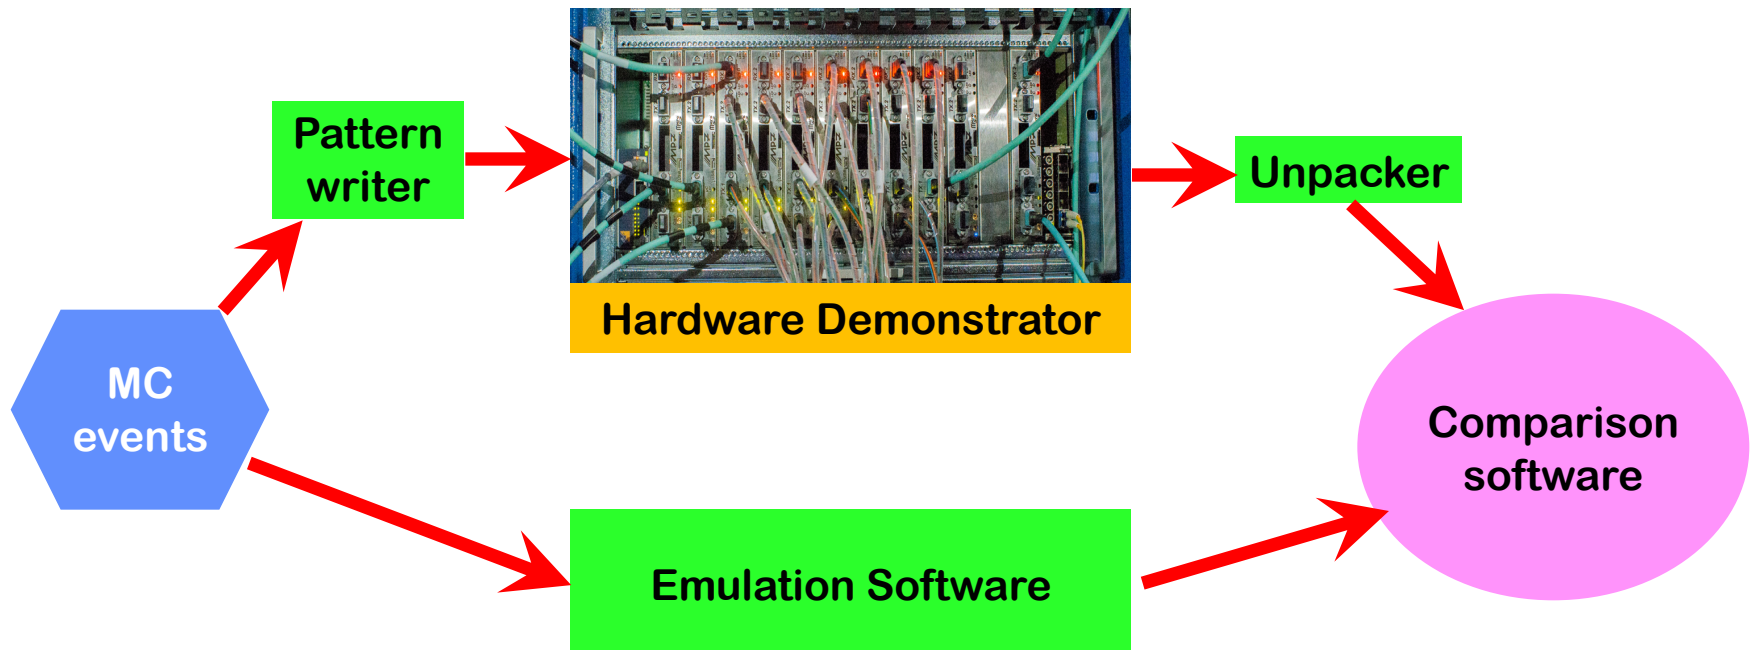 Pattern
writer
Unpacker
Hardware Demonstrator
MC
events
Comparison
software
Emulation Software